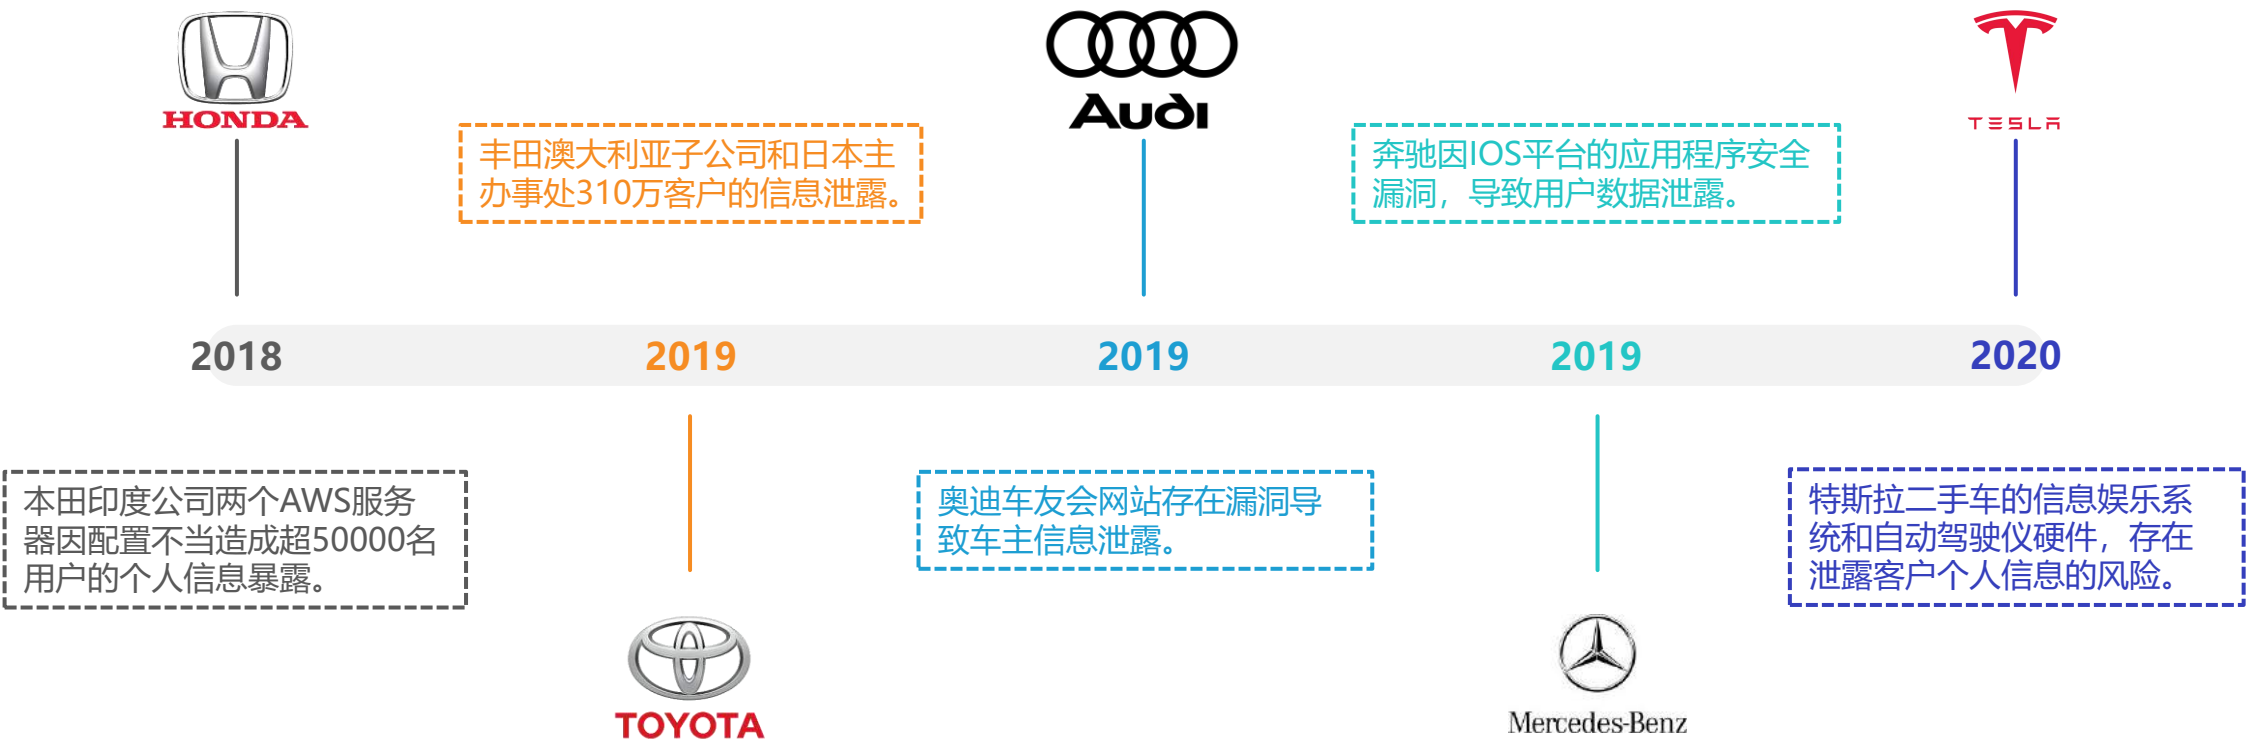 HONDA
Audi
TESLA
丰田澳大利亚子公司和日本主
办事处310万客户的信息泄露。
奔驰因IOS平台的应用程序安全
漏洞，导致用户数据泄露。
2018
2019
2019
2019
2020
本田印度公司两个AWS服务
器因配置不当造成超50000名
用户的个人信息暴露。
奥迪车友会网站存在漏洞导
致车主信息泄露。
特斯拉二手车的信息娱乐系
统和自动驾驶仪硬件，存在
泄露客户个人信息的风险。
TOYOTA
Mercedes-Benz